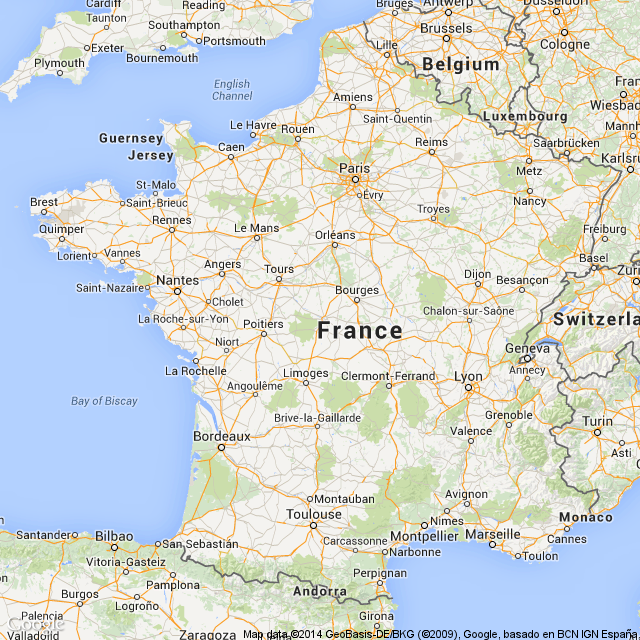 Cardiff
Reading
Bruges
Antwerp
Düsseldorf
Taunton
Southampton
Brussels
Cologne
Exeter
Portsmouth
Lille
Belgium
Plymouth
Bournemouth
English
Channel
Amiens
Saint-Quentin
Wiesbad
Luxembourg
Guernsey
Jersey
Le Havre
Rouen
Caen
Reims
Saarbrücken
Mannh
Karlsru
Paris
Metz
St-Malo
Évry
Nancy
Brest
Saint-Brieuc
Troyes
Rennes
Le Mans
Quimper
Orléans
Freiburg
Lorient
Vannes
Basel
Angers
Tours
Dijon
Besançon
Saint-Nazaire
Nantes
Cholet
Bourges
Chalon-sur-Saône
La Roche-sur-Yon
Poitiers
France
Switzerla
Niort
Geneva
La Rochelle
Limoges
Clermont-Ferrand
Lyon
Annecy
Angoulême
Bay of Biscay
Brive-la-Gaillarde
Grenoble
Turin
Bordeaux
Valence
Asti
Montauban
Avignon
Toulouse
Nimes
Monaco
Santander
Bilbao
San Sebastián
Montpellier
Marseille
Cannes
Carcassonne
Narbonne
Toulon
Vitoria-Gasteiz
Pamplona
Perpignan
Burgos
Andorra
Logroño
Palencia
Girona
Google
Valladolid
Zaragoza
Map data ©2014 GeoBasis-DE/BKG (©2009), Google, basado en BCN IGN Españ